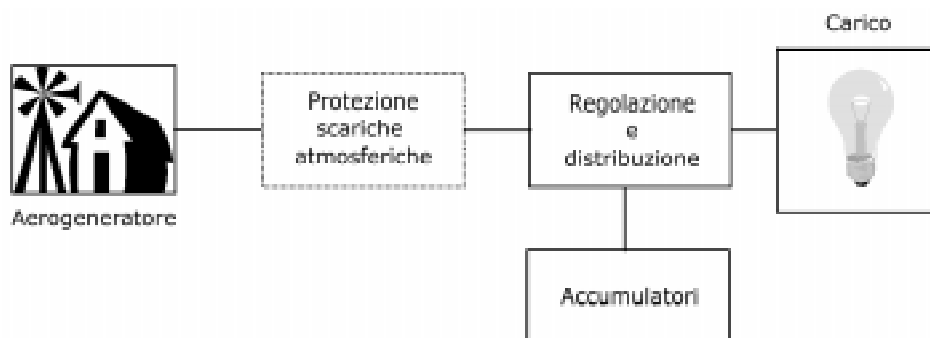 Carico
Protezione
scariche
atmosferiche
Regolazione
e
distribuzione
Aerogeneratore
Accumulatori